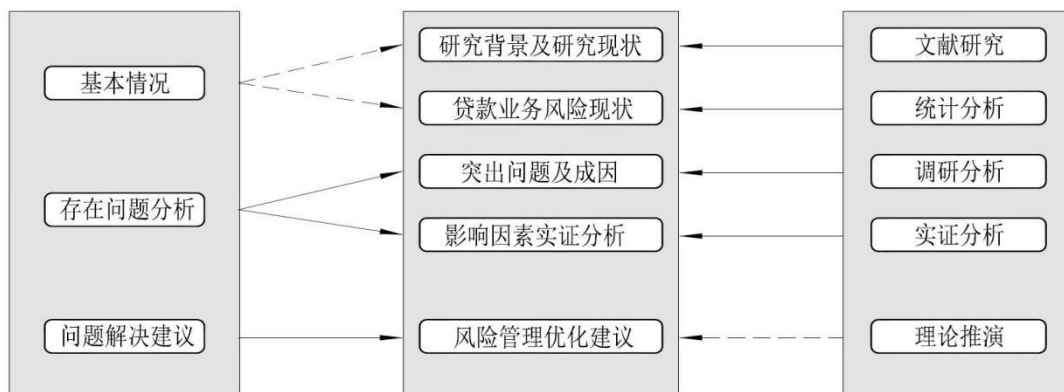 基本情况
存在问题分析
问题解决建议
研究背景及研究现状
贷款业务风险现状
突出问题及成因
影响因素实证分析
风险管理优化建议
文献研究
统计分析
调研分析
实证分析
理论推演